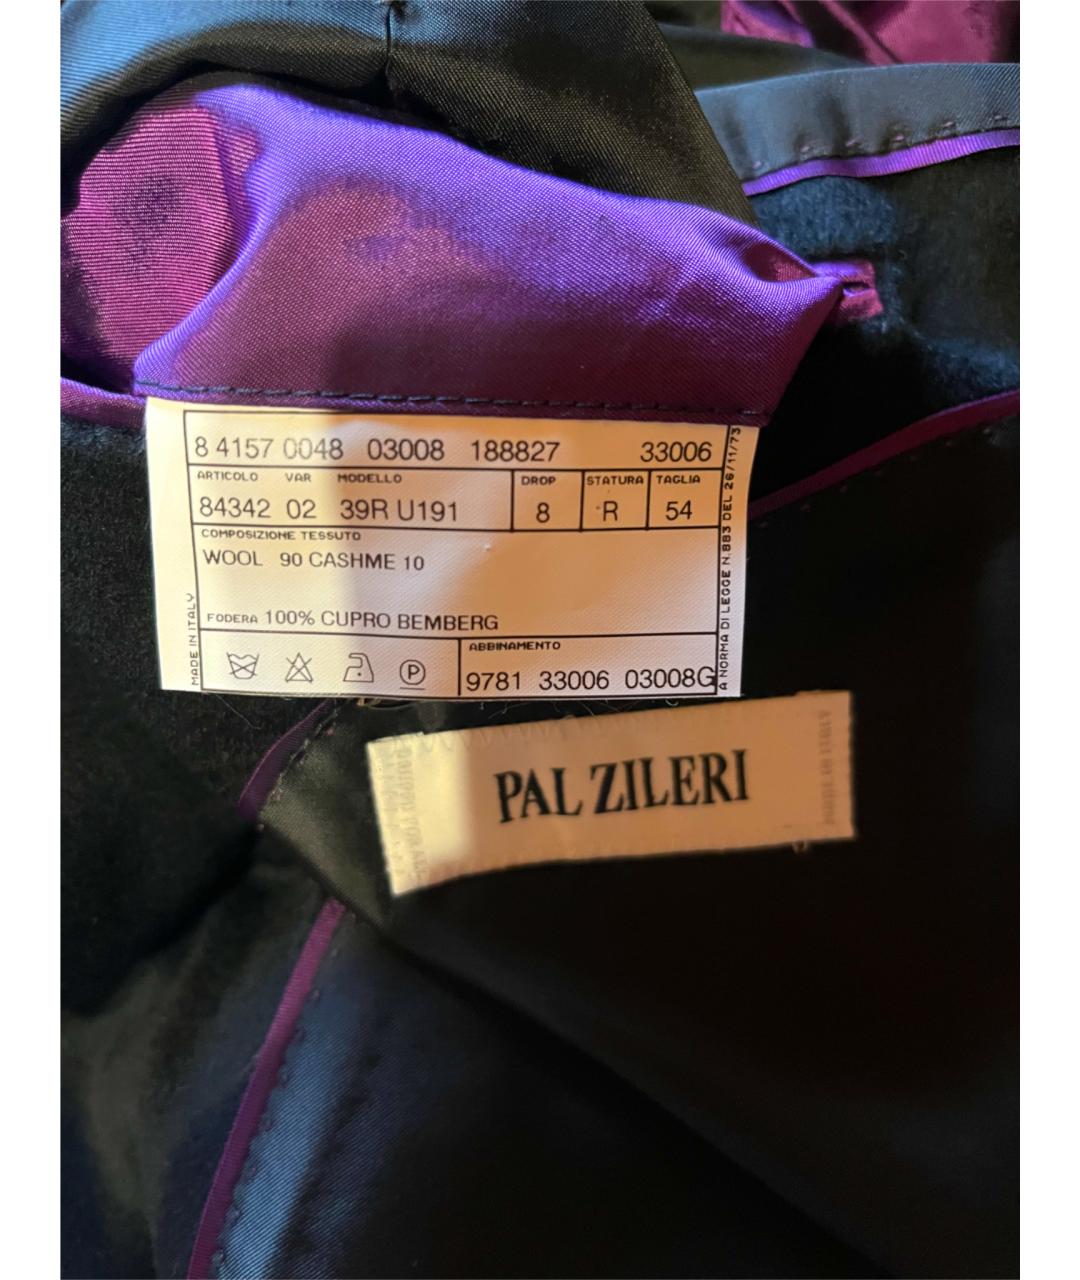 8 4157 0048 03008 188827 33006
ARTICOLO VAR MODELLO DROP STATURA TAGLIA
84342 02 39R U191 8 R 54
COMPOSIZIONE TESSUTO
WOOL 90 CASHME 10
FODERA 100% CUPRO BEMBERG
ABBINAMENTO
P 9781 33006 03008G
MADE IN ITALY
A NORMA DI LEGGE N.883 DEL 26/11/73
PAL ZILERI